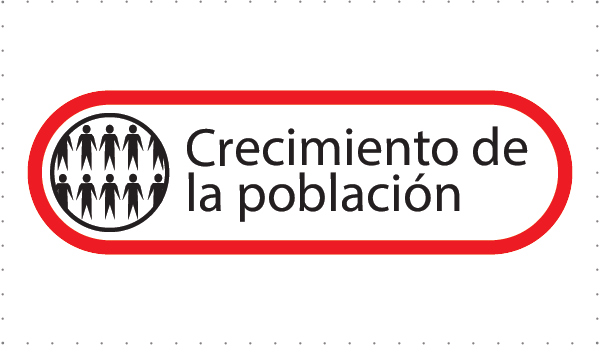 Crecimiento de
la población